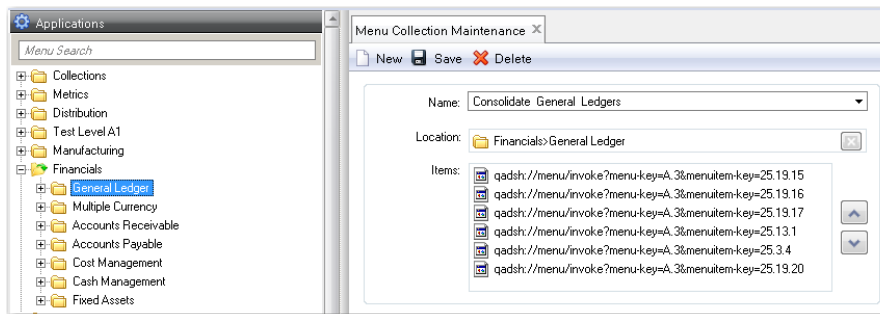 Applications
Menu Search
Collections
Metrics
Distribution
Test Level A1
Manufacturing
Financials
General Ledger
Multiple Currency
Accounts Receivable
Accounts Payable
Cost Management
Cash Management
Fixed Assets
Menu Collection Maintenance X
New Save Delete
Name: Consolidate General Ledgers
Location: Financials>General Ledger
Items:
qadsh://menu/invoke?menu-key=A.3&menuitem-key=25.19.15
qadsh://menu/invoke?menu-key=A.3&menuitem-key=25.19.16
qadsh://menu/invoke?menu-key=A.3&menuitem-key=25.19.17
qadsh://menu/invoke?menu-key=A.3&menuitem-key=25.13.1
qadsh://menu/invoke?menu-key=A.3&menuitem-key=25.3.4
qadsh://menu/invoke?menu-key=A.3&menuitem-key=25.19.20